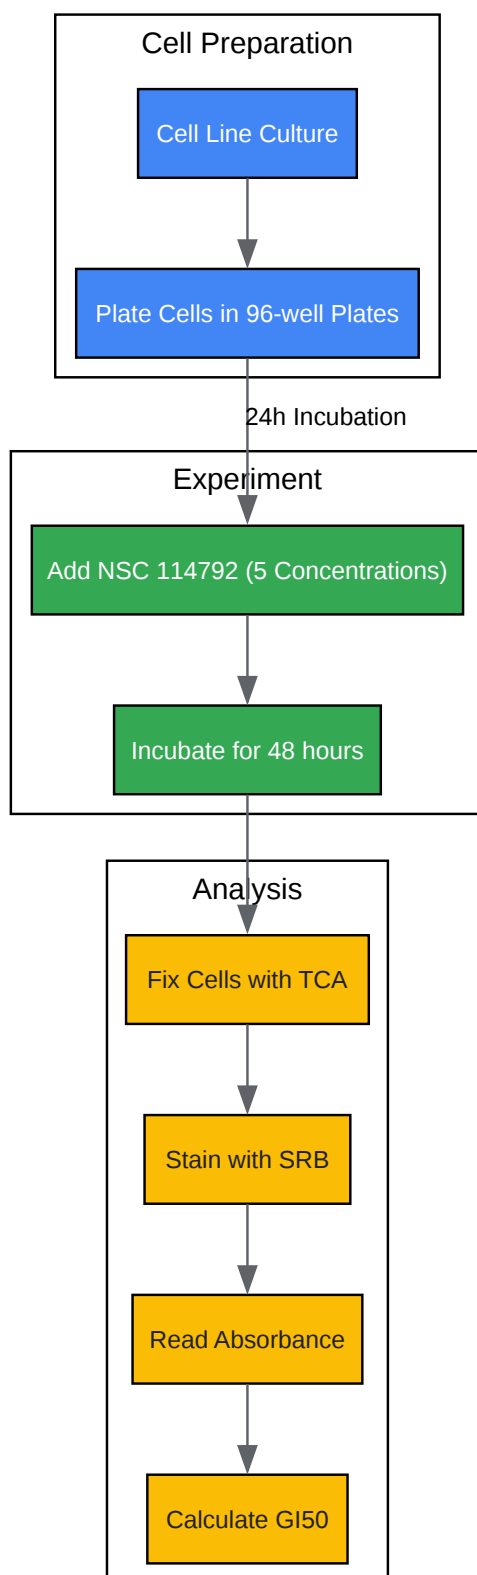 Cell Preparation
Cell Line Culture
Plate Cells in 96-well Plates
24h Incubation
Experiment
Add NSC 114792 (5 Concentrations)
Incubate for 48 hours
Analysis
Fix Cells with TCA
Stain with SRB
Read Absorbance
Calculate GI50